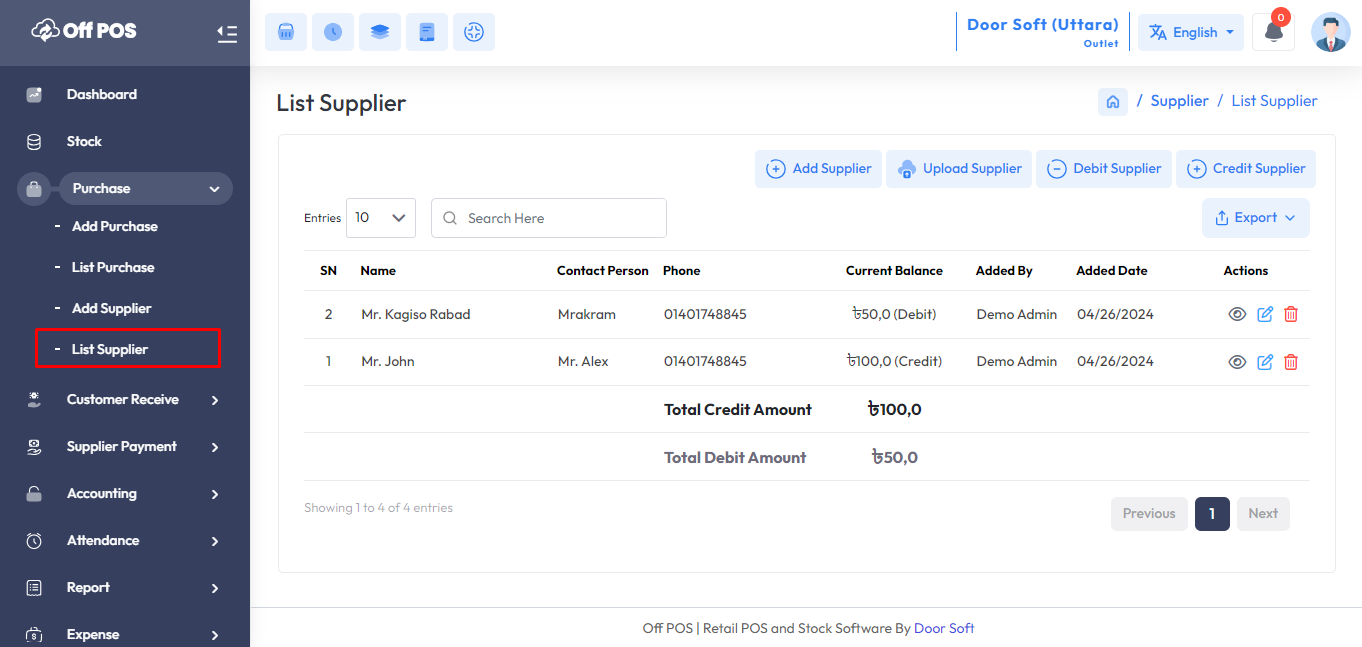 Off POS
Door Soft (Uttara)
Outlet
English
0
Dashboard
Stock
Purchase
- Add Purchase
- List Purchase
- Add Supplier
- List Supplier
Customer Receive
Supplier Payment
Accounting
Attendance
Report
Expense
List Supplier
/ Supplier / List Supplier
Add Supplier Upload Supplier Debit Supplier Credit Supplier
Entries 10 Search Here Export
SN Name Contact Person Phone Current Balance Added By Added Date Actions
2 Mr. Kagiso Rabad Mrakram 01401748845 ৳50,0 (Debit) Demo Admin 04/26/2024
1 Mr. John Mr. Alex 01401748845 ৳100,0 (Credit) Demo Admin 04/26/2024
Total Credit Amount ৳100,0
Total Debit Amount ৳50,0
Showing 1 to 4 of 4 entries
Previous 1 Next
Off POS | Retail POS and Stock Software By Door Soft